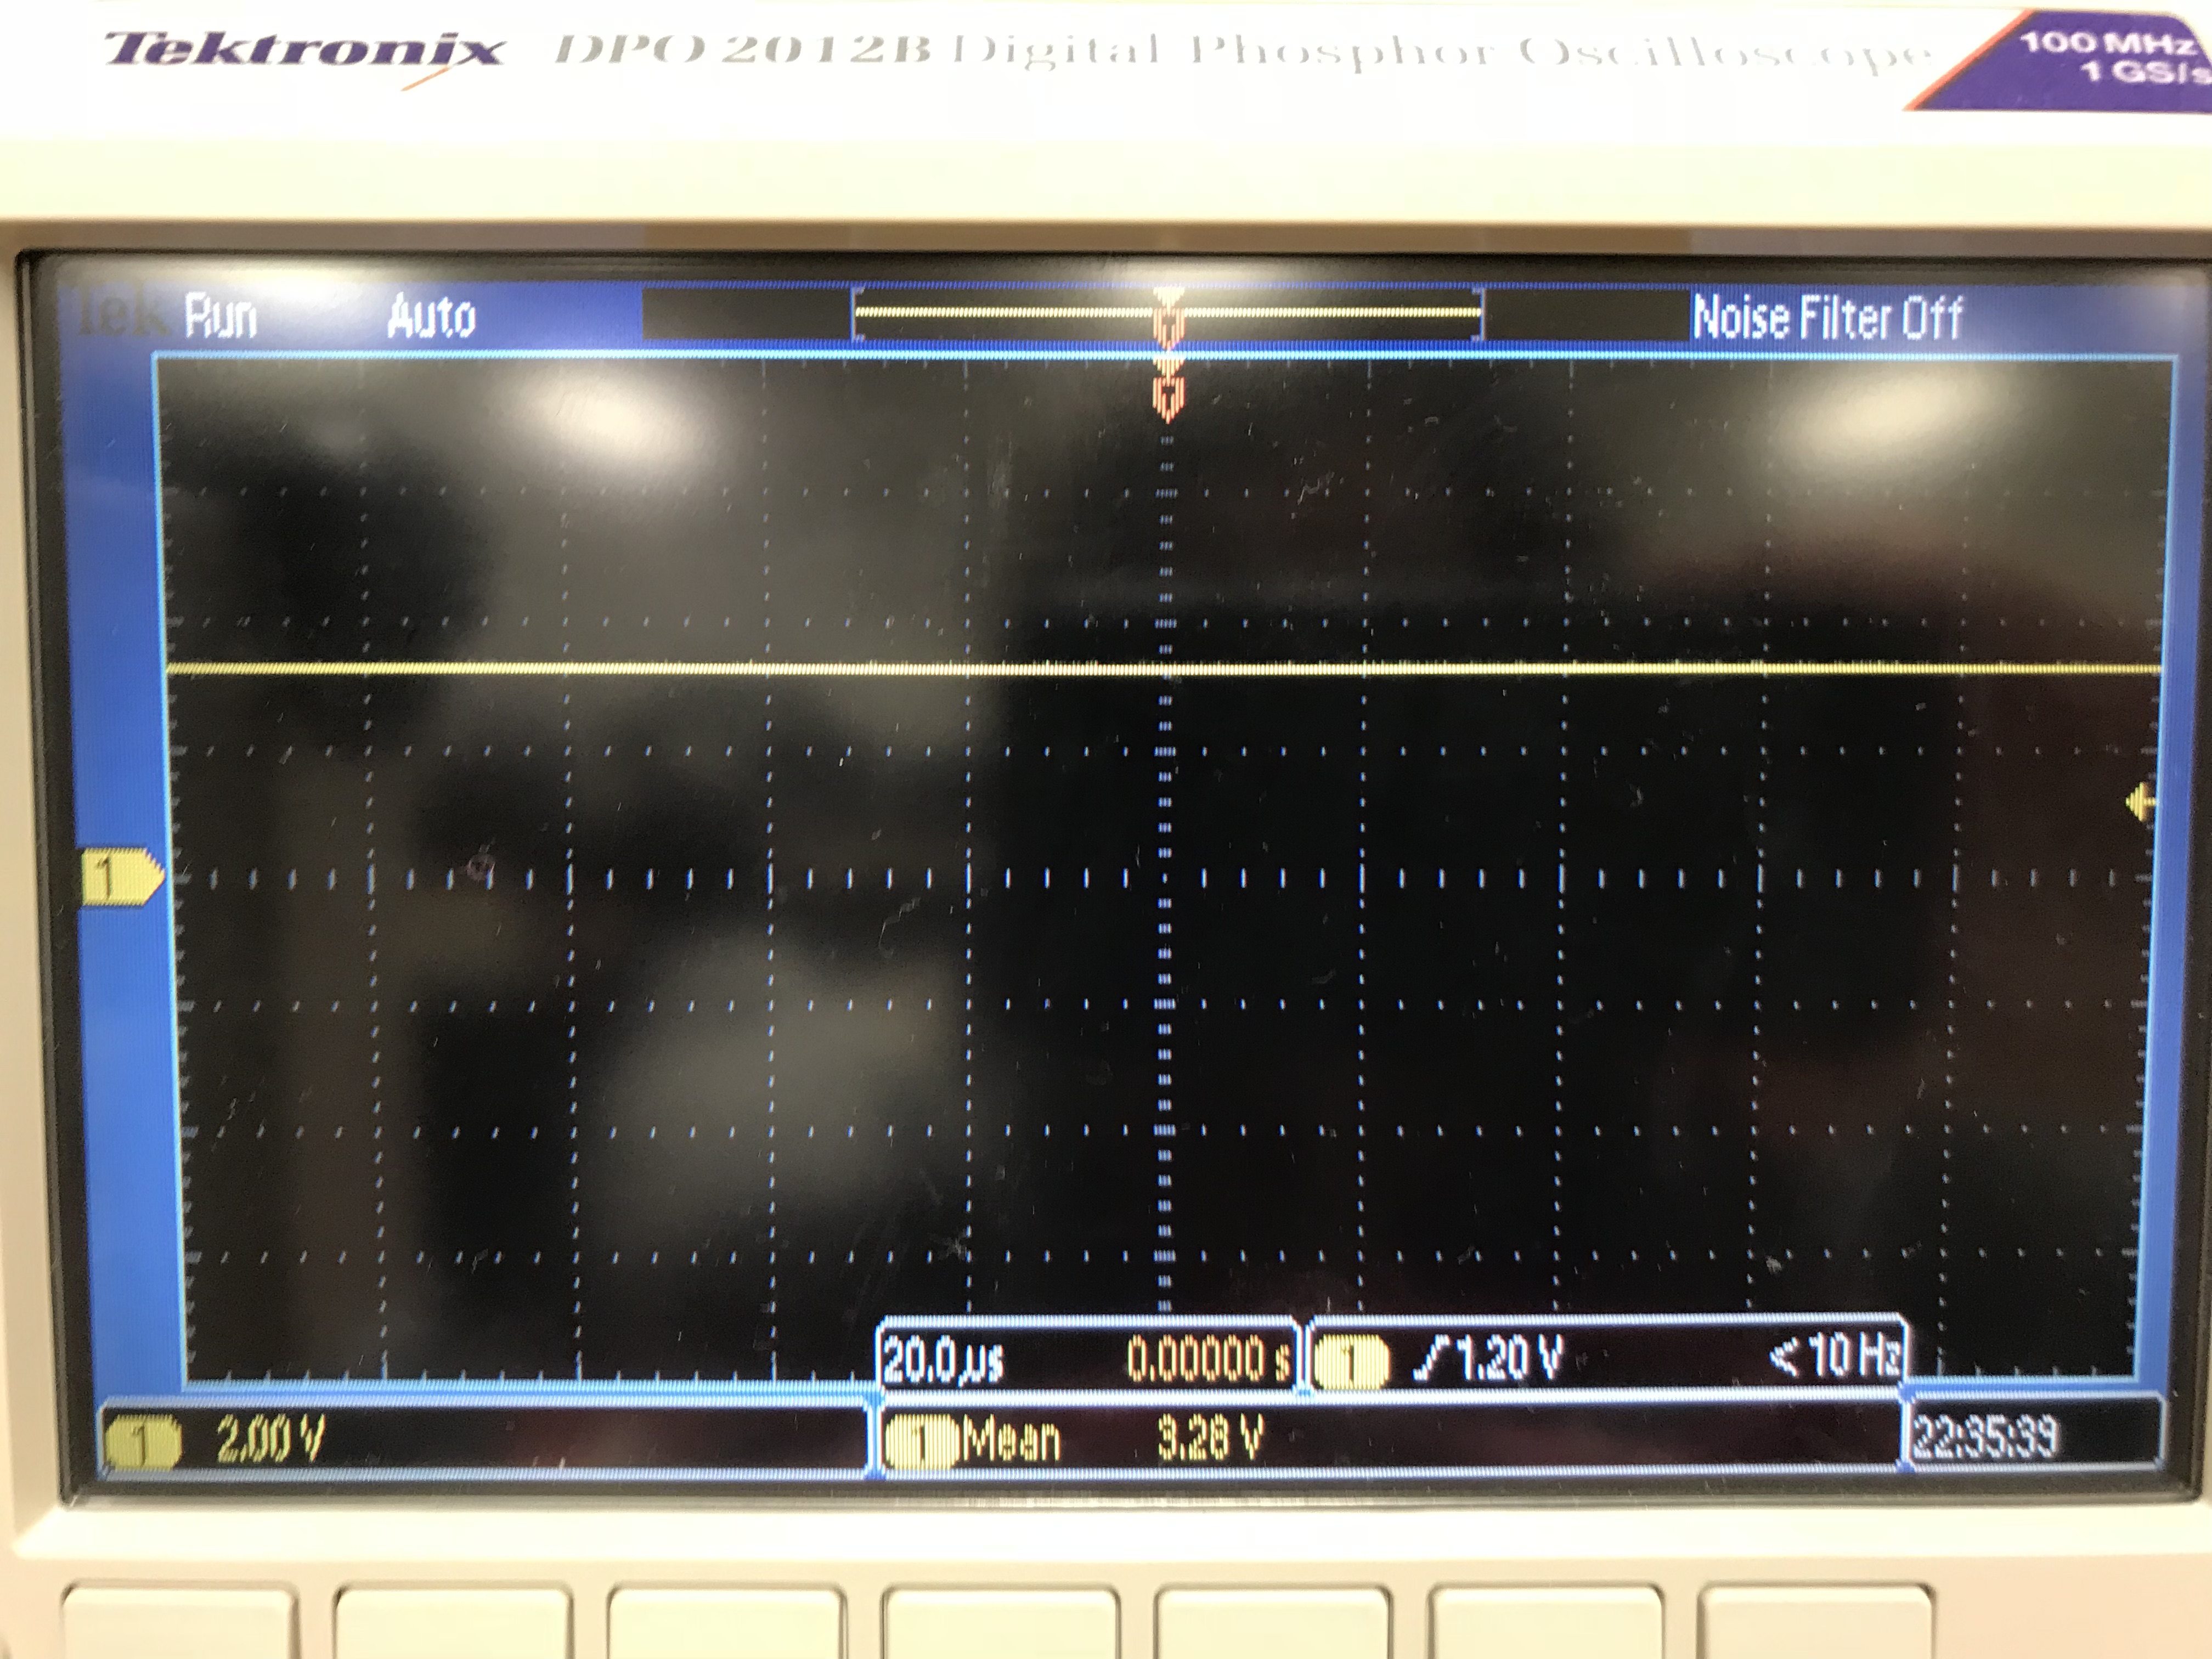 Tektronix DPO 2012B Digital Phosphor Oscilloscope
100 MHz
1 GS/s
Tek Run Auto Noise Filter Off
T
T
1
20.0µs 0.00000 s 1 1.20 V <10 Hz
1 2.00 V 1 Mean 3.28 V 22:35:39